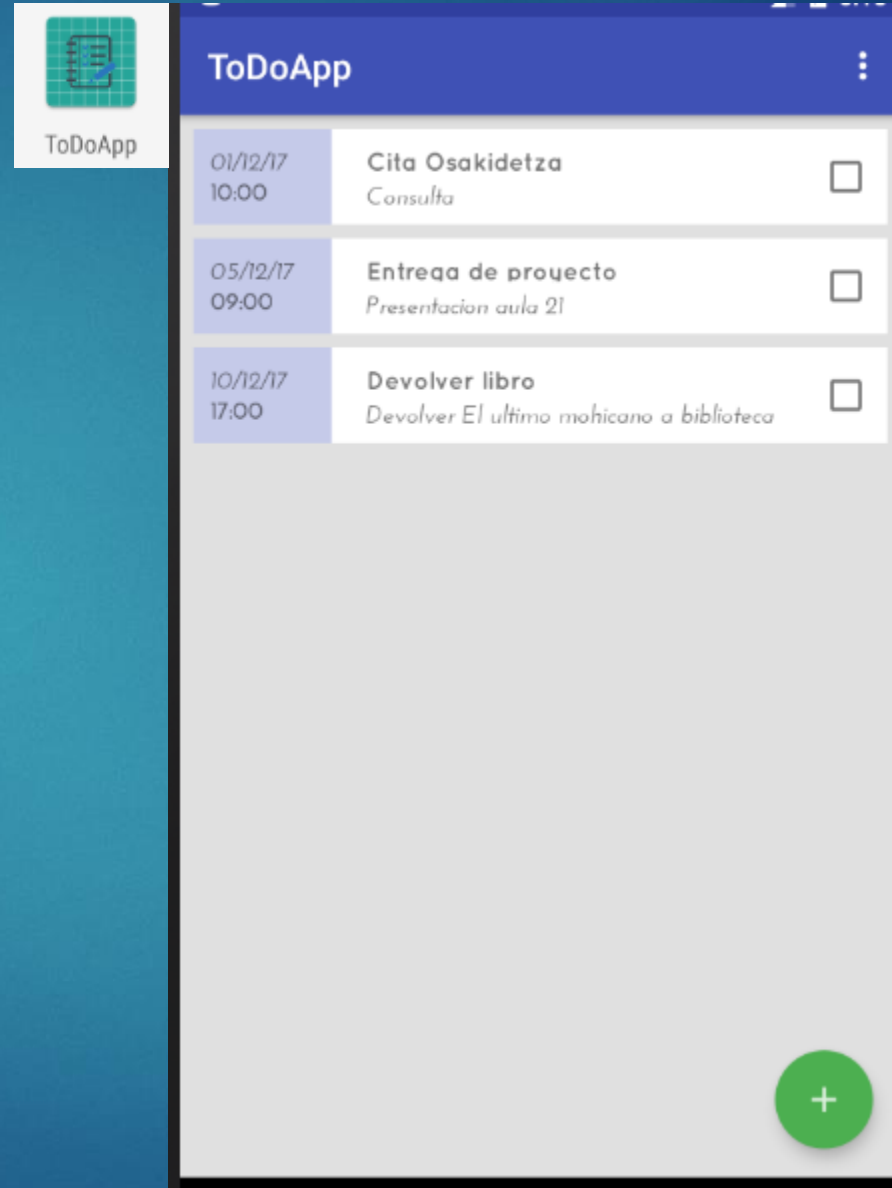 ToDoApp
ToDoApp
01/12/17
10:00
Cita Osakidetza
Consulta
05/12/17
09:00
Entrega de proyecto
Presentacion aula 21
10/12/17
17:00
Devolver libro
Devolver El ultimo mohicano a biblioteca
+